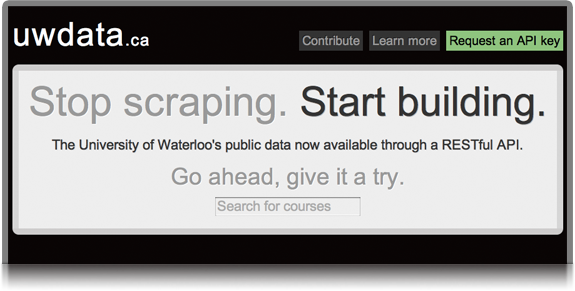 uwdata.ca
Contribute Learn more Request an API key
Stop scraping. Start building.
The University of Waterloo's public data now available through a RESTful API.
Go ahead, give it a try.
Search for courses